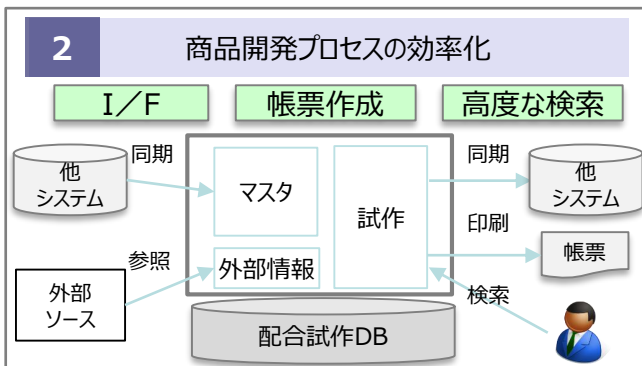 2
商品開発プロセスの効率化
I/F
帳票作成
高度な検索
他
システム
同期
マスタ
試作
同期
他
システム
印刷
帳票
参照
外部情報
外部
ソース
検索
配合試作DB